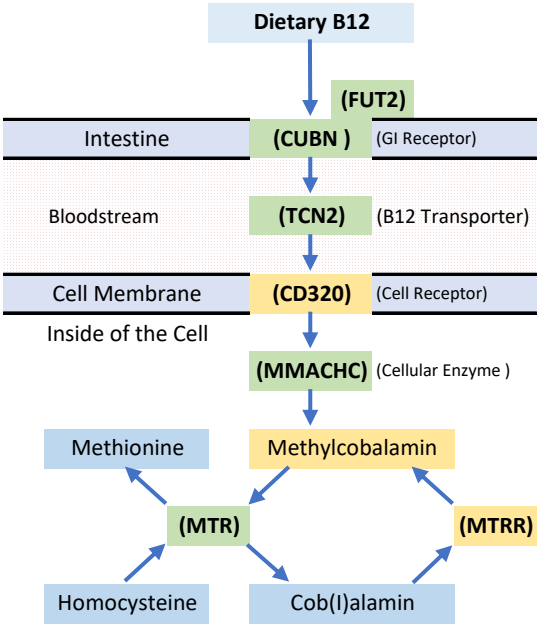 Dietary B12
(FUT2)
Intestine (CUBN ) (GI Receptor)
Bloodstream (TCN2) (B12 Transporter)
Cell Membrane (CD320) (Cell Receptor)
Inside of the Cell
(MMACHC) (Cellular Enzyme )
Methionine Methylcobalamin
(MTR) (MTRR)
Homocysteine Cob(I)alamin